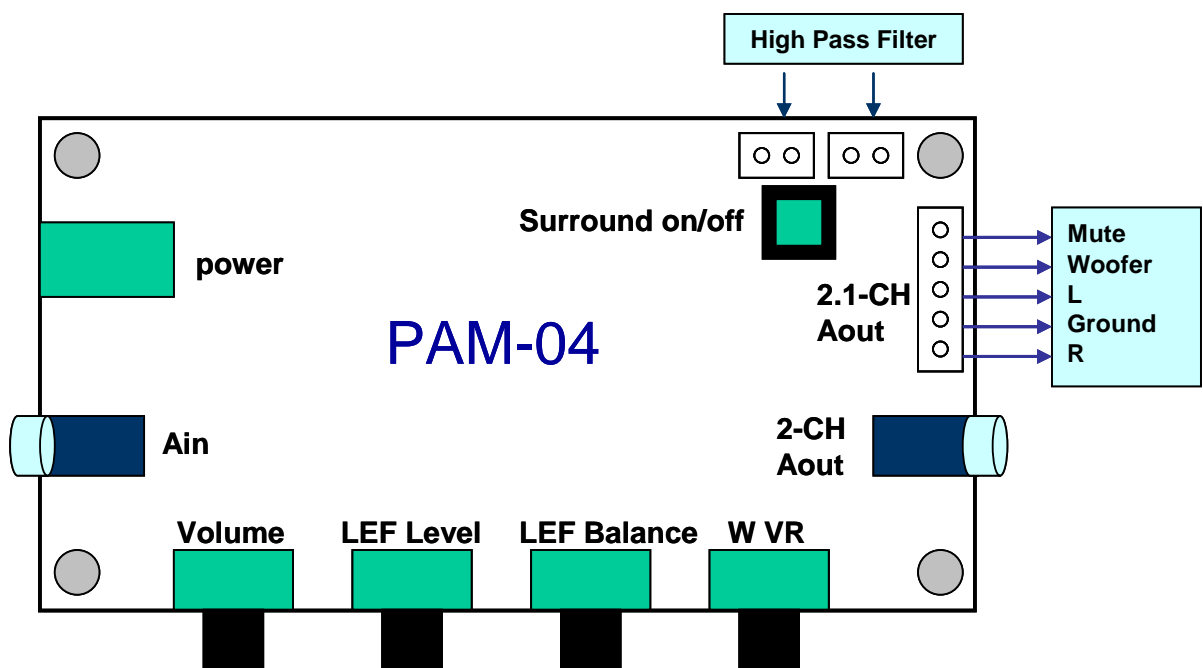 High Pass Filter
Surround on/off
Mute
Woofer
L
Ground
R
power
2.1-CH
Aout
PAM-04
Ain
2-CH
Aout
Volume
LEF Level
LEF Balance
W VR